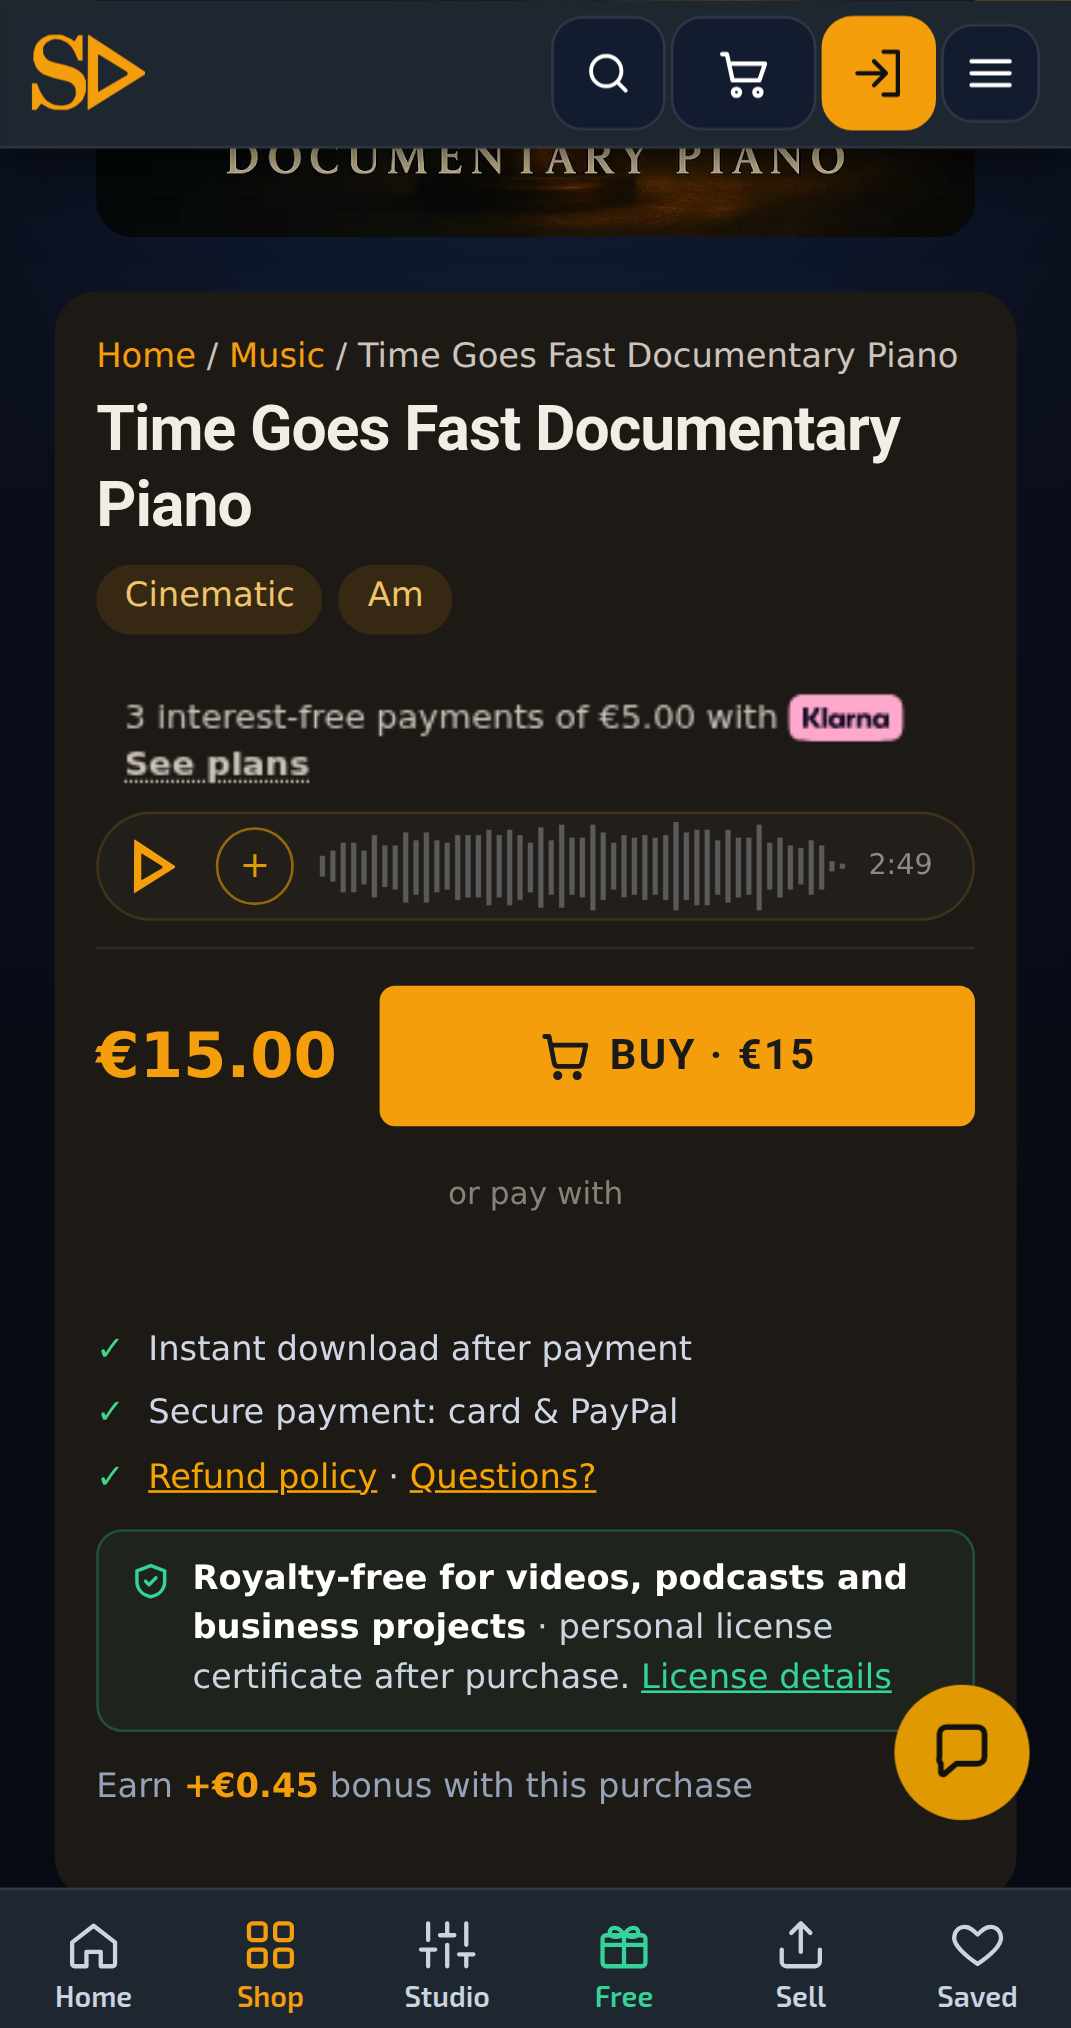 SD
DOCUMENTARY PIANO
Home / Music / Time Goes Fast Documentary Piano
Time Goes Fast Documentary
Piano
Cinematic Am
3 interest-free payments of €5.00 with Klarna
See plans
+ 2:49
€15.00 BUY · €15
or pay with
✓ Instant download after payment
✓ Secure payment: card & PayPal
✓ Refund policy · Questions?
Royalty-free for videos, podcasts and
business projects · personal license
certificate after purchase. License details
Earn +€0.45 bonus with this purchase
Home Shop Studio Free Sell Saved